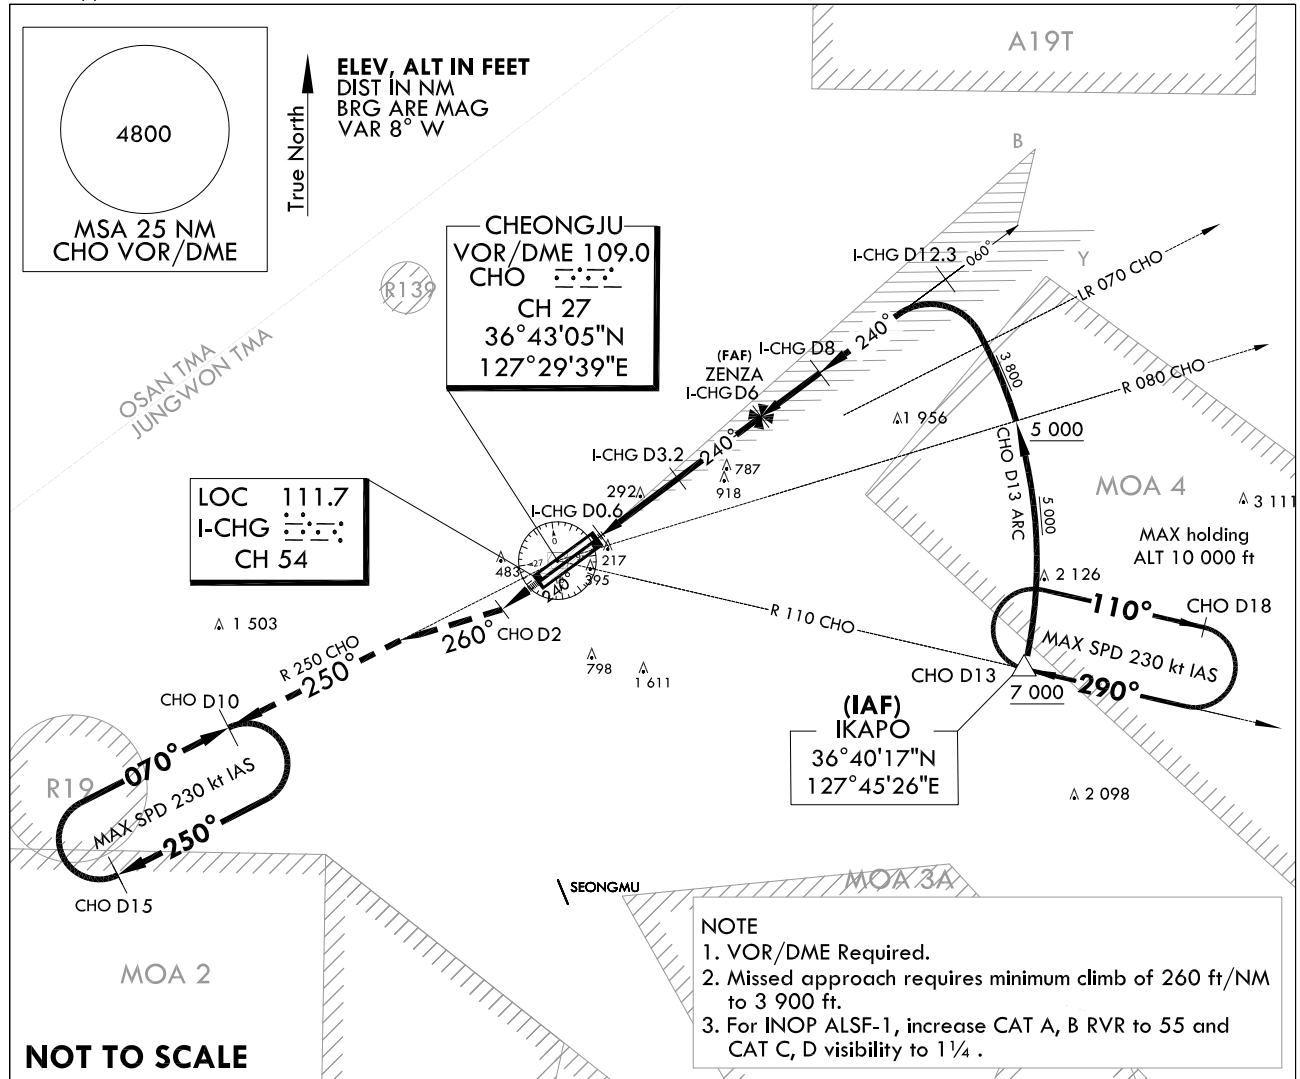 4800
MSA 25 NM
CHO VOR/DME
True North
ELEV, ALT IN FEET
DIST IN NM
BRG ARE MAG
VAR 8° W
A19T
B
Y
R139
CHEONGJU
VOR/DME 109.0
CHO
CH 27
36°43'05"N
127°29'39"E
OSAN TMA
JUNGWON TMA
I-CHG D12.3
060°
LR 070 CHO
240°
I-CHG D8
(FAF)
ZENZA
I-CHG D6
3 800
R 080 CHO
1 956
5 000
240°
I-CHG D3.2
787
918
292
CHO D13 ARC
5 000
MOA 4
3 111
MAX holding
ALT 10 000 ft
LOC 111.7
I-CHG
CH 54
I-CHG D0.6
0
27
217
395
483
240°
2 126
110°
CHO D18
MAX SPD 230 kt IAS
290°
R 110 CHO
CHO D13
7 000
1 503
260°
CHO D2
R 250 CHO
250°
798
1 611
(IAF)
IKAPO
36°40'17"N
127°45'26"E
CHO D10
070°
R19
MAX SPD 230 kt IAS
250°
CHO D15
2 098
SEONGMU
MOA 3A
MOA 2
NOTE
1. VOR/DME Required.
2. Missed approach requires minimum climb of 260 ft/NM
to 3 900 ft.
3. For INOP ALSF-1, increase CAT A, B RVR to 55 and
CAT C, D visibility to 1¼ .
NOT TO SCALE